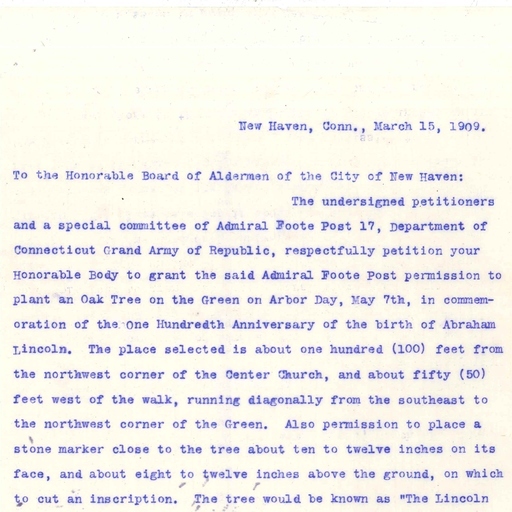 New Haven, Conn., March 15, 1909.
To the Honorable Board of Aldermen of the City of New Haven:
The undersigned petitioners
and a special committee of Admiral Foote Post 17, Department of
Connecticut Grand Army of Republic, respectfully petition your
Honorable Body to grant the said Admiral Foote Post permission to
plant an Oak Tree on the Green on Arbor Day, May 7th, in commem-
oration of the One Hundredth Anniversary of the birth of Abraham
Lincoln. The place selected is about one hundred (100) feet from
the northwest corner of the Center Church, and about fifty (50)
feet west of the walk, running diagonally from the southeast to
the northwest corner of the Green. Also permission to place a
stone marker close to the tree about ten to twelve inches on its
face, and about eight to twelve inches above the ground, on which
to cut an inscription. The tree would be known as "The Lincoln